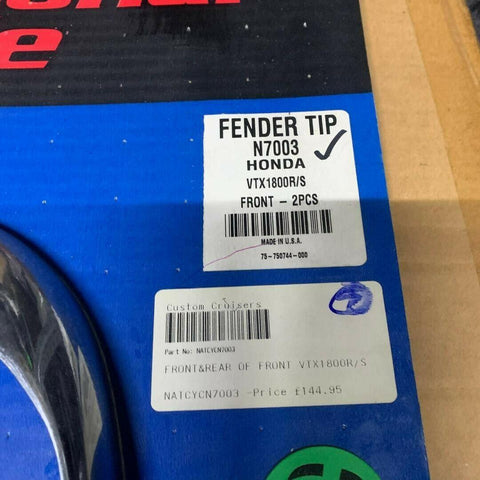 FENDER TIP
N7003
HONDA
VTX1800R/S
FRONT - 2PCS
MADE IN U.S.A.
75-750744-000
Custom Cruisers
Part No: NATCYCN7003
FRONT&REAR OF FRONT VTX1800R/S
NATCYCN7003 -Price £144.95